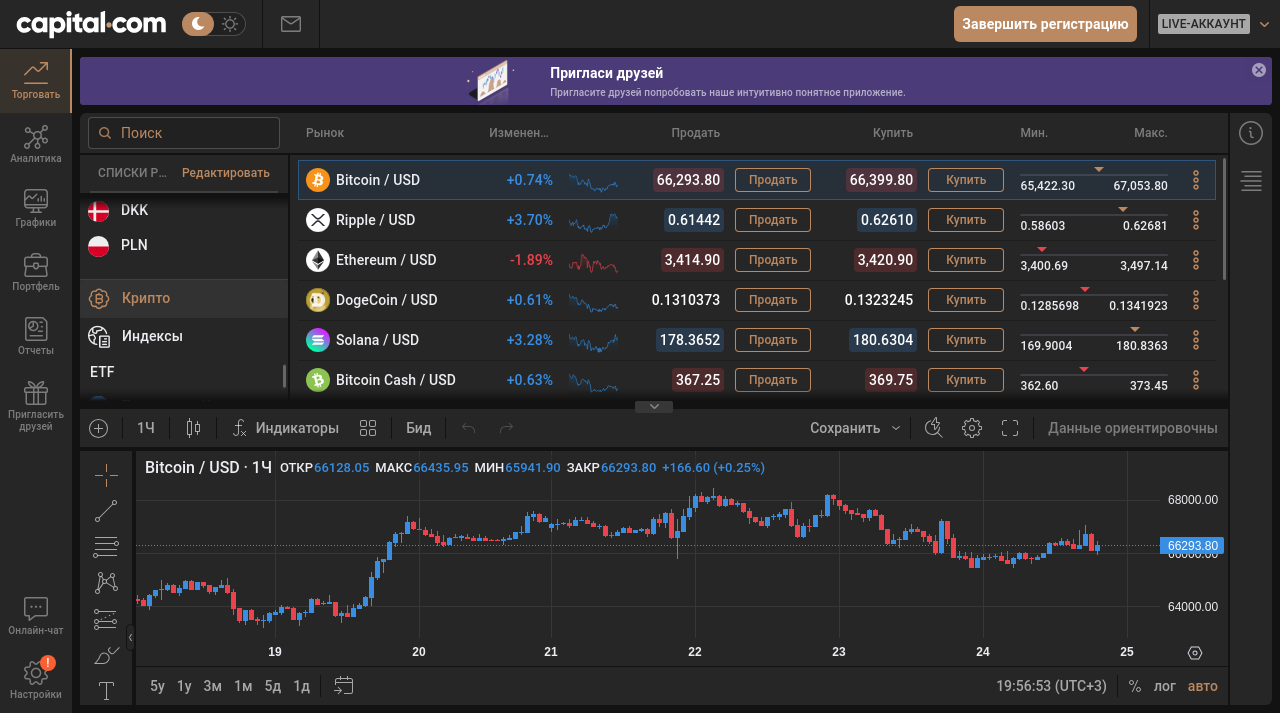 capital.com
Завершить регистрацию
LIVE-АККАУНТ
Торговать
Аналитика
Графики
Портфель
Отчеты
Пригласить
друзей
Онлайн-чат
!
Настройки
Пригласи друзей
Пригласите друзей попробовать наше интуитивно понятное приложение.
Поиск
СПИСКИ Р... Редактировать
DKK
PLN
Крипто
Индексы
ETF
Рынок Изменен... Продать Купить Мин. Макс.
Bitcoin / USD +0.74% 66,293.80 Продать 66,399.80 Купить 65,422.30 67,053.80
Ripple / USD +3.70% 0.61442 Продать 0.62610 Купить 0.58603 0.62681
Ethereum / USD -1.89% 3,414.90 Продать 3,420.90 Купить 3,400.69 3,497.14
DogeCoin / USD +0.61% 0.1310373 Продать 0.1323245 Купить 0.1285698 0.1341923
Solana / USD +3.28% 178.3652 Продать 180.6304 Купить 169.9004 180.8363
Bitcoin Cash / USD +0.63% 367.25 Продать 369.75 Купить 362.60 373.45
1Ч Индикаторы Бид Сохранить Данные ориентировочны
Bitcoin / USD · 1Ч ОТКР66128.05 МАКС66435.95 МИН65941.90 ЗАКР66293.80 +166.60 (+0.25%)
68000.00
66293.80
64000.00
19 20 21 22 23 24 25
5y 1y 3м 1м 5д 1д 19:56:53 (UTC+3) % лог авто